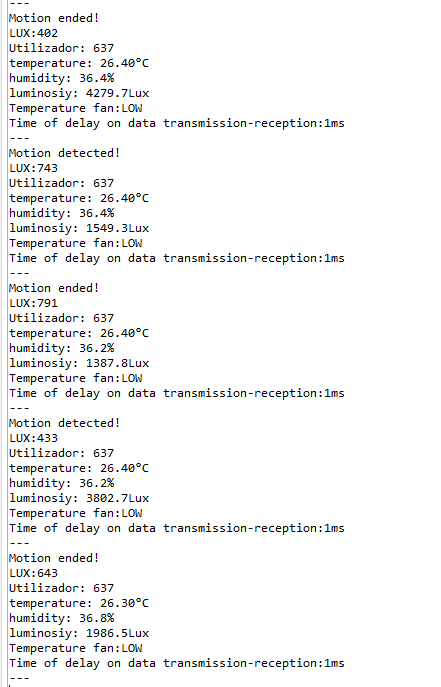 ---
Motion ended!
LUX:402
Utilizador: 637
temperature: 26.40ºC
humidity: 36.4%
luminosiy: 4279.7Lux
Temperature fan:LOW
Time of delay on data transmission-reception:1ms
---
Motion detected!
LUX:743
Utilizador: 637
temperature: 26.40ºC
humidity: 36.4%
luminosiy: 1549.3Lux
Temperature fan:LOW
Time of delay on data transmission-reception:1ms
---
Motion ended!
LUX:791
Utilizador: 637
temperature: 26.40ºC
humidity: 36.2%
luminosiy: 1387.8Lux
Temperature fan:LOW
Time of delay on data transmission-reception:1ms
---
Motion detected!
LUX:433
Utilizador: 637
temperature: 26.40ºC
humidity: 36.2%
luminosiy: 3802.7Lux
Temperature fan:LOW
Time of delay on data transmission-reception:1ms
---
Motion ended!
LUX:643
Utilizador: 637
temperature: 26.30ºC
humidity: 36.8%
luminosiy: 1986.5Lux
Temperature fan:LOW
Time of delay on data transmission-reception:1ms
---